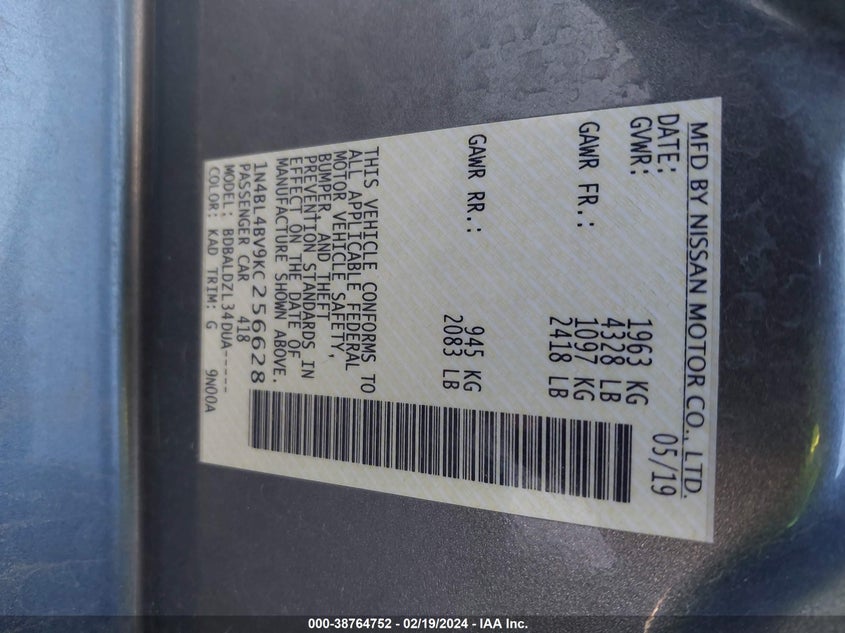 MFD BY NISSAN MOTOR CO., LTD.
DATE: 05/19
GVWR: 1963 KG
4328 LB
GAWR FR.: 1097 KG
2418 LB
GAWR RR.: 945 KG
2083 LB
THIS VEHICLE CONFORMS TO
ALL APPLICABLE FEDERAL
MOTOR VEHICLE SAFETY,
BUMPER, AND THEFT
PREVENTION STANDARDS IN
EFFECT ON THE DATE OF
MANUFACTURE SHOWN ABOVE.
1N4BL4BV9KC256628
PASSENGER CAR 418
MODEL: BDBALDZL34DUA-----
COLOR: KAD TRIM: G 9N00A
000-38764752 - 02/19/2024 - IAA Inc.